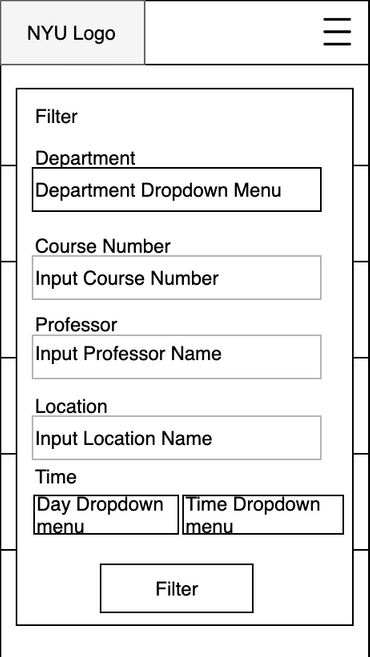 NYU Logo
Filter
Department
Department Dropdown Menu
Course Number
Input Course Number
Professor
Input Professor Name
Location
Input Location Name
Time
Day Dropdown
menu
Time Dropdown
menu
Filter